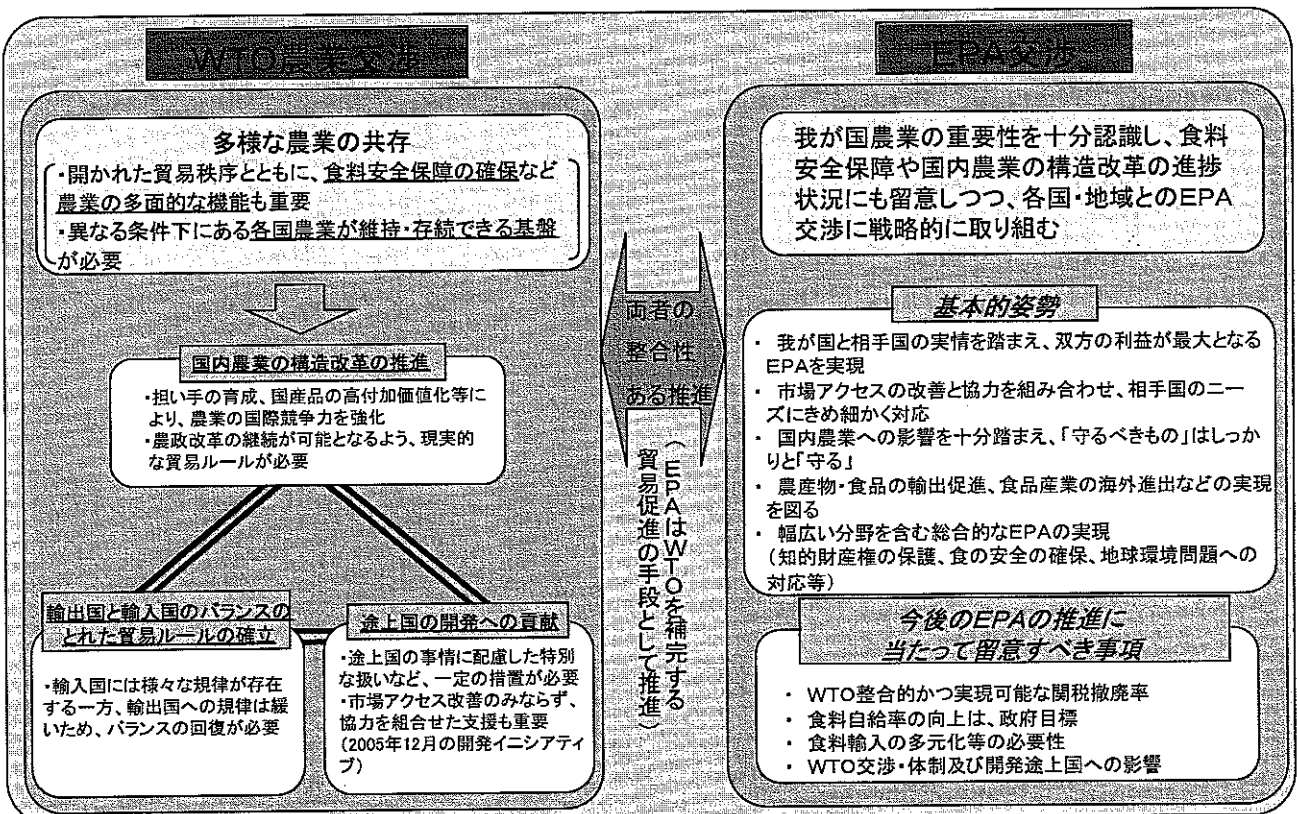 WTO農業交渉
多様な農業の共存
・開かれた貿易秩序とともに、食料安全保障の確保など
農業の多面的な機能も重要
・異なる条件下にある各国農業が維持・存続できる基盤
が必要
国内農業の構造改革の推進
・担い手の育成、国産品の高付加価値化等に
より、農業の国際競争力を強化
・農政改革の継続が可能となるよう、現実的
な貿易ルールが必要
輸出国と輸入国のバランスの
とれた貿易ルールの確立
・輸入国には様々な規律が存在
する一方、輸出国への規律は緩
いため、バランスの回復が必要
途上国の開発への貢献
・途上国の事情に配慮した特別
な扱いなど、一定の措置が必要
・市場アクセス改善のみならず、
協力を組合せた支援も重要
(2005年12月の開発イニシアティ
ブ)
両者の
整合性
ある推進
(EPAはWTOを補完する
貿易促進の手段として推進)
EPA交渉
我が国農業の重要性を十分認識し、食料
安全保障や国内農業の構造改革の進捗
状況にも留意しつつ、各国・地域とのEPA
交渉に戦略的に取り組む
基本的姿勢
・ 我が国と相手国の実情を踏まえ、双方の利益が最大となる
EPAを実現
・ 市場アクセスの改善と協力を組み合わせ、相手国のニー
ズにきめ細かく対応
・ 国内農業への影響を十分踏まえ、「守るべきもの」はしっか
りと「守る」
・ 農産物・食品の輸出促進、食品産業の海外進出などの実現
を図る
・ 幅広い分野を含む総合的なEPAの実現
(知的財産権の保護、食の安全の確保、地球環境問題への
対応等)
今後のEPAの推進に
当たって留意すべき事項
・ WTO整合的かつ実現可能な関税撤廃率
・ 食料自給率の向上は、政府目標
・ 食料輸入の多元化等の必要性
・ WTO交渉・体制及び開発途上国への影響